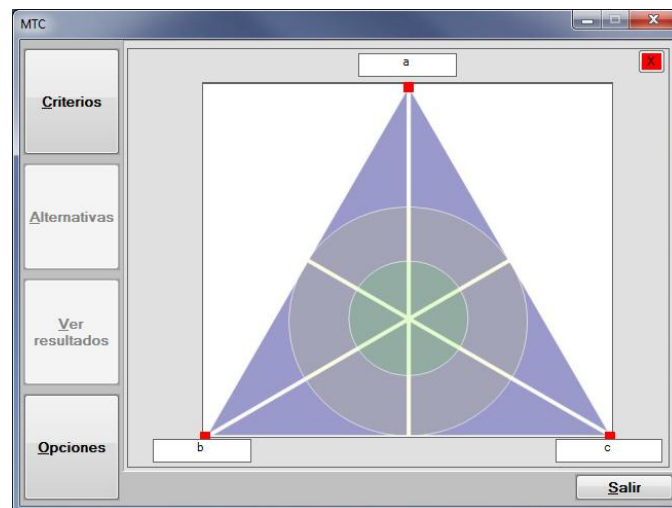 MTC
a
X
Criterios
Alternativas
Ver
resultados
Opciones
b
c
Salir